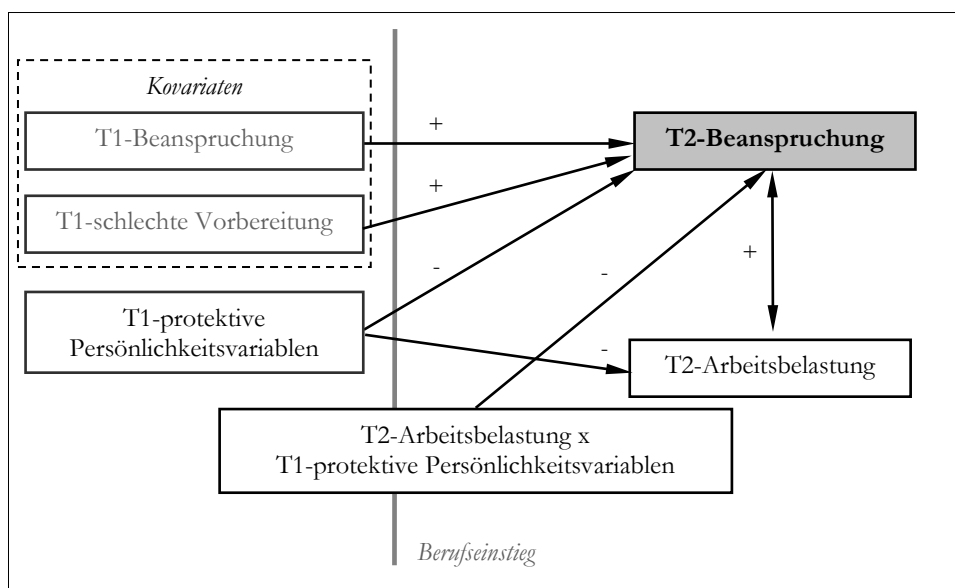 Kovariaten
T1-Beanspruchung
+
T2-Beanspruchung
+
T1-schlechte Vorbereitung
-
-
+
T1-protektive
Persönlichkeitsvariablen
-
T2-Arbeitsbelastung
T2-Arbeitsbelastung x
T1-protektive Persönlichkeitsvariablen
Berufseinstieg